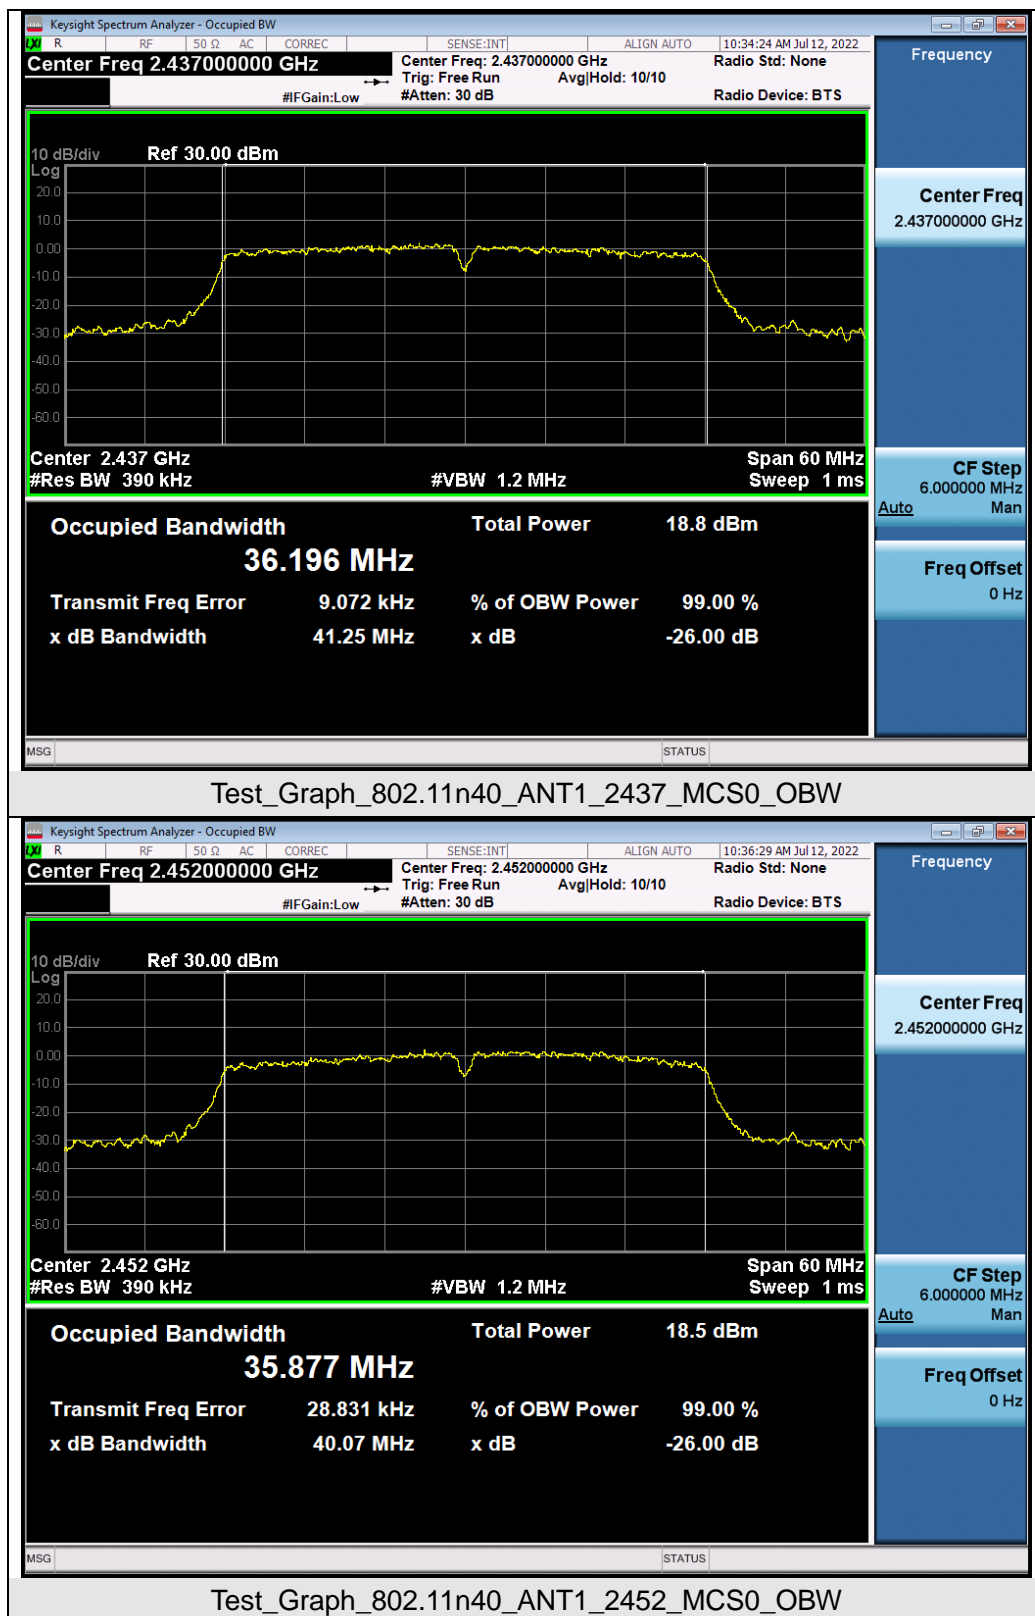 Keysight Spectrum Analyzer - Occupied BW
LXI R RF 50 Ω AC CORREC SENSE:INT ALIGN AUTO 10:34:24 AM Jul 12, 2022
Center Freq 2.437000000 GHz Center Freq: 2.437000000 GHz Radio Std: None Frequency
Trig: Free Run Avg|Hold: 10/10
#IFGain:Low #Atten: 30 dB Radio Device: BTS
10 dB/div Ref 30.00 dBm
Log
20.0
10.0
0.00
-10.0
-20.0
-30.0
-40.0
-50.0
-60.0
Center Freq
2.437000000 GHz
Center 2.437 GHz Span 60 MHz
#Res BW 390 kHz #VBW 1.2 MHz Sweep 1 ms
CF Step
6.000000 MHz
Auto Man
Occupied Bandwidth Total Power 18.8 dBm
36.196 MHz
Freq Offset
0 Hz
Transmit Freq Error 9.072 kHz % of OBW Power 99.00 %
x dB Bandwidth 41.25 MHz x dB -26.00 dB
MSG STATUS
Test_Graph_802.11n40_ANT1_2437_MCS0_OBW
Keysight Spectrum Analyzer - Occupied BW
LXI R RF 50 Ω AC CORREC SENSE:INT ALIGN AUTO 10:36:29 AM Jul 12, 2022
Center Freq 2.452000000 GHz Center Freq: 2.452000000 GHz Radio Std: None Frequency
Trig: Free Run Avg|Hold: 10/10
#IFGain:Low #Atten: 30 dB Radio Device: BTS
10 dB/div Ref 30.00 dBm
Log
20.0
10.0
0.00
-10.0
-20.0
-30.0
-40.0
-50.0
-60.0
Center Freq
2.452000000 GHz
Center 2.452 GHz Span 60 MHz
#Res BW 390 kHz #VBW 1.2 MHz Sweep 1 ms
CF Step
6.000000 MHz
Auto Man
Occupied Bandwidth Total Power 18.5 dBm
35.877 MHz
Freq Offset
0 Hz
Transmit Freq Error 28.831 kHz % of OBW Power 99.00 %
x dB Bandwidth 40.07 MHz x dB -26.00 dB
MSG STATUS
Test_Graph_802.11n40_ANT1_2452_MCS0_OBW